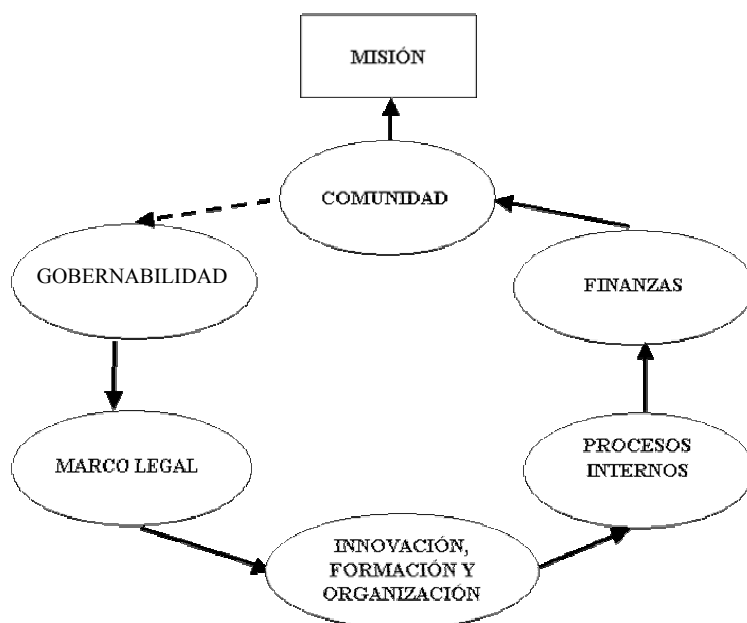 MISIÓN
COMUNIDAD
GOBERNABILIDAD
FINANZAS
MARCO LEGAL
PROCESOS
INTERNOS
INNOVACIÓN,
FORMACIÓN Y
ORGANIZACIÓN